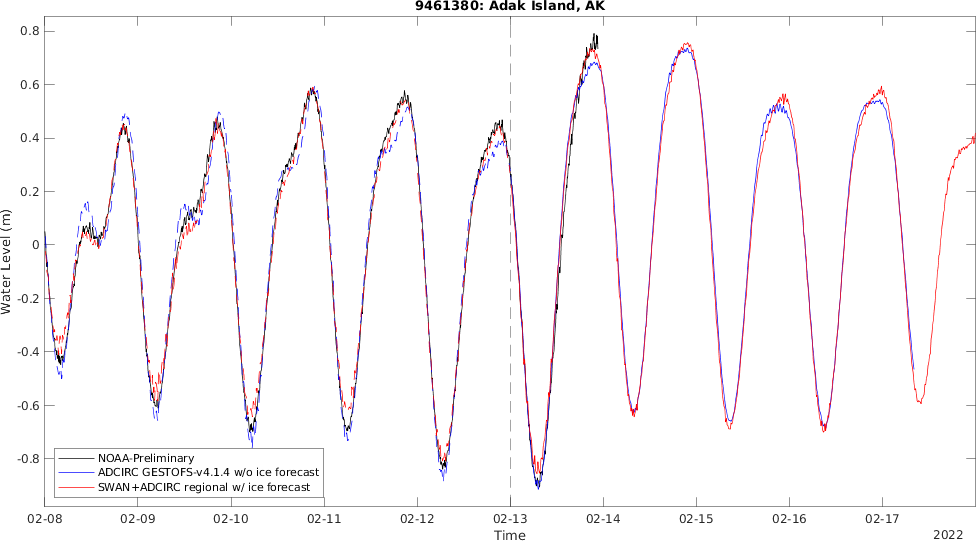 9461380: Adak Island, AK
0.8
0.6
0.4
0.2
0
-0.2
-0.4
-0.6
-0.8
Water Level (m)
NOAA-Preliminary
ADCIRC GESTOFS-v4.1.4 w/o ice forecast
SWAN+ADCIRC regional w/ ice forecast
02-08 02-09 02-10 02-11 02-12 02-13 02-14 02-15 02-16 02-17
Time
2022